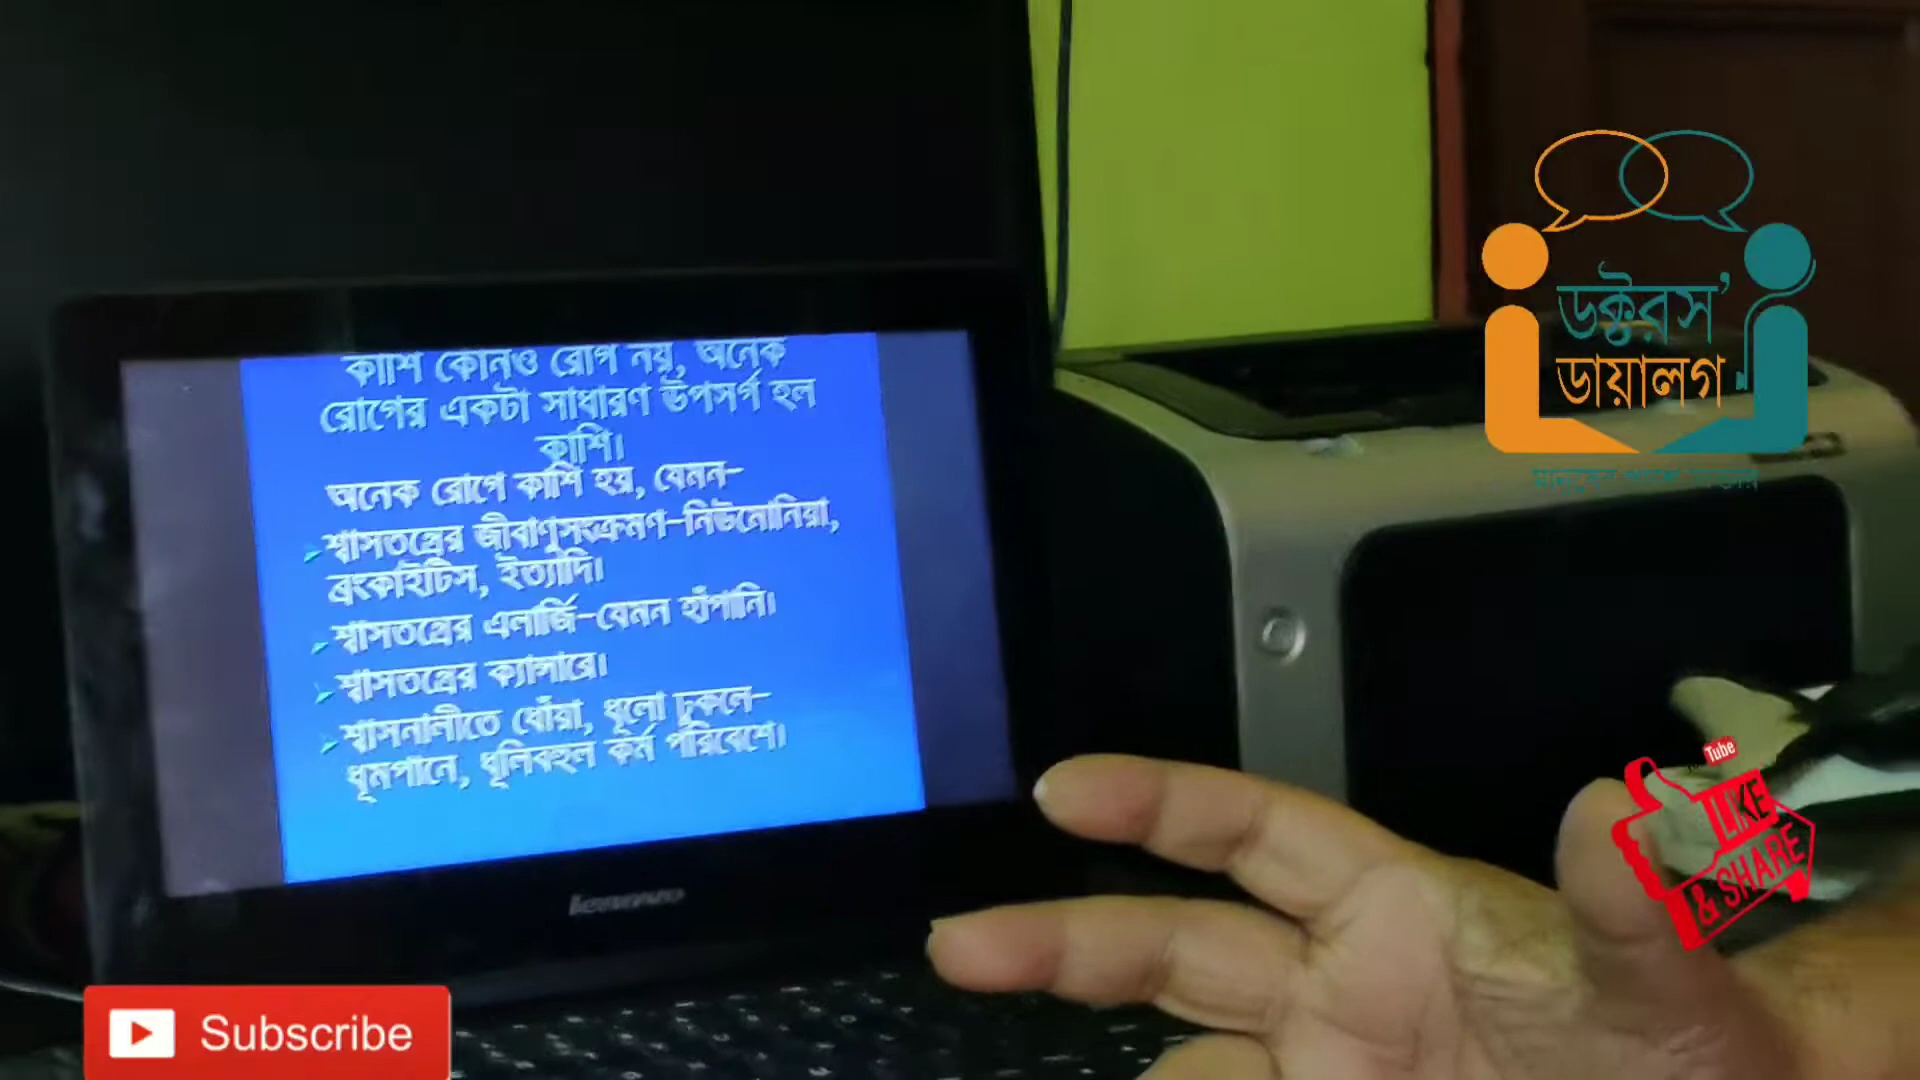 কাশি কোনও রোগ নয়, অনেক
রোগের একটা সাধারণ উপসর্গ হল
কাশি।
অনেক রোগে কাশি হয়, যেমন-
শ্বাসতন্ত্রের জীবাণুসংক্রমণ-নিউমোনিয়া,
ব্রংকাইটিস, ইত্যাদি।
শ্বাসতন্ত্রের এলার্জি-যেমন হাঁপানি।
শ্বাসতন্ত্রের ক্যান্সারে।
শ্বাসনালীতে ধোঁয়া, ধূলো ঢুকলে-
ধূমপানে, ধূলিবহুল কর্ম পরিবেশে।
lenovo
ডক্টরস'
ডায়ালগ
Tube
LIKE
& SHARE
Subscribe